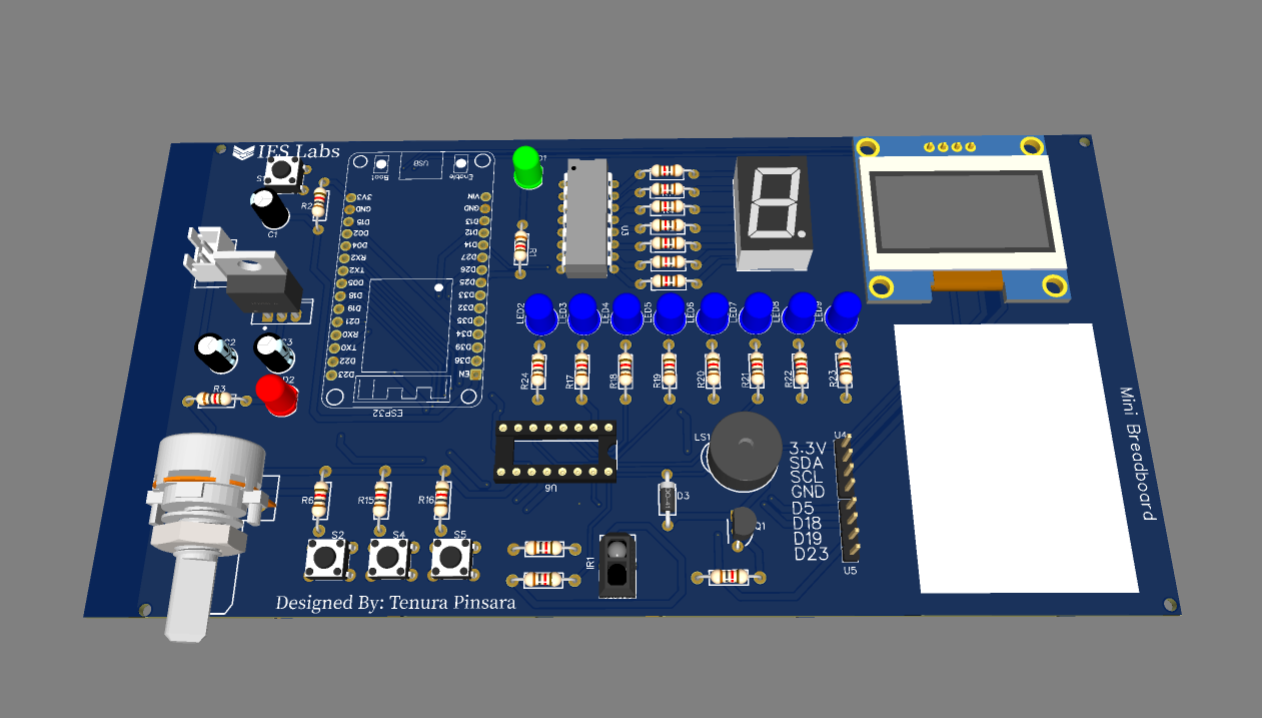 IES Labs
S1
C1
R2
USB
Boot
Enable
3V3
GND
D15
D02
D04
RX2
TX2
D05
D18
D19
D21
RX0
TX0
D22
D23
VIN
GND
D13
D12
D14
D27
D26
D25
D33
D32
D35
D34
D39
D36
EN
ESP32
R1
U3
LED2
LED3
LED4
LED5
LED6
LED7
LED8
LED9
R24
R17
R18
R19
R20
R21
R22
R23
C2
C3
D2
R3
R6
R15
R16
S2
S4
S5
U6
LS1
D3
Q1
IR1
U4
3.3V
SDA
SCL
GND
D5
D18
D19
D23
U5
Mini Breadboard
Designed By: Tenura Pinsara